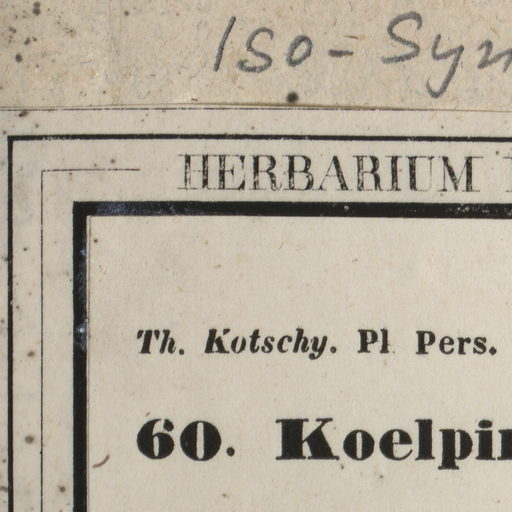 Iso-Syn
HERBARIUM
Th. Kotschy. Pl Pers.
60. Koelpin